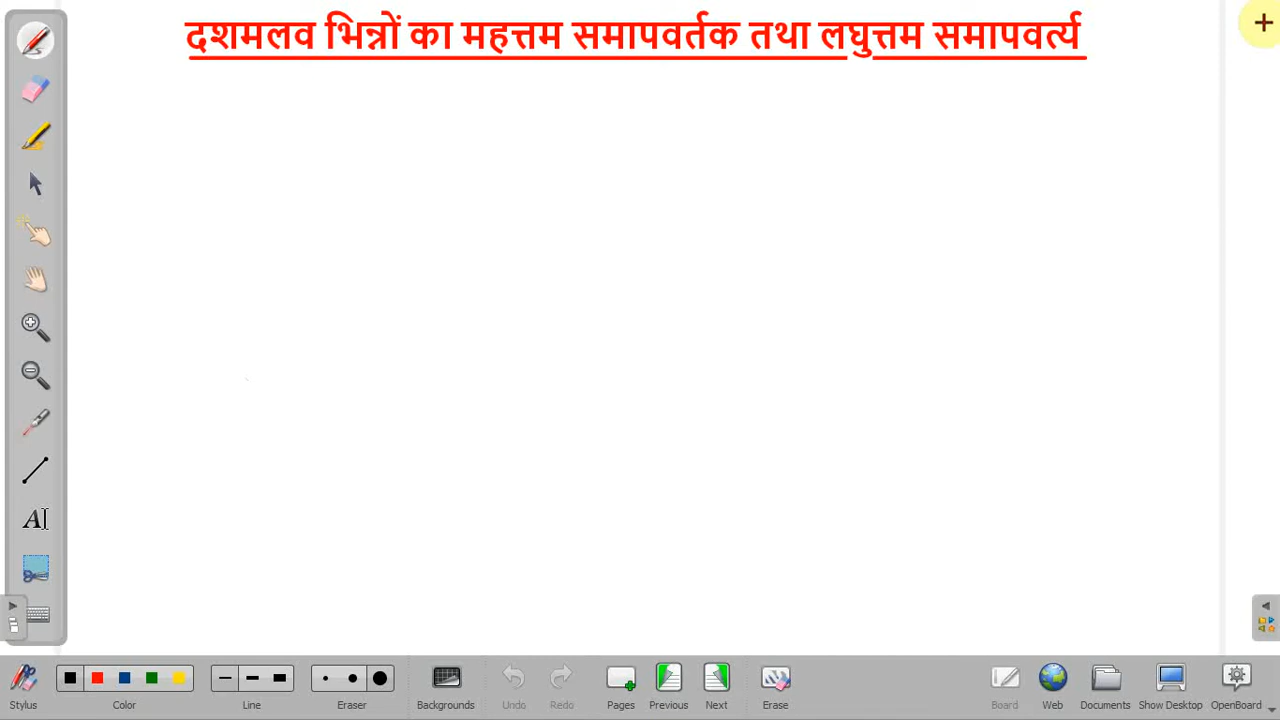 दशमलव भिन्नों का महत्तम समापवर्तक तथा लघुत्तम समापवर्त्य
AI
Stylus
Color
Line
Eraser
Backgrounds
Undo
Redo
Pages
Previous
Next
Erase
Board
Web
Documents
Show Desktop
OpenBoard